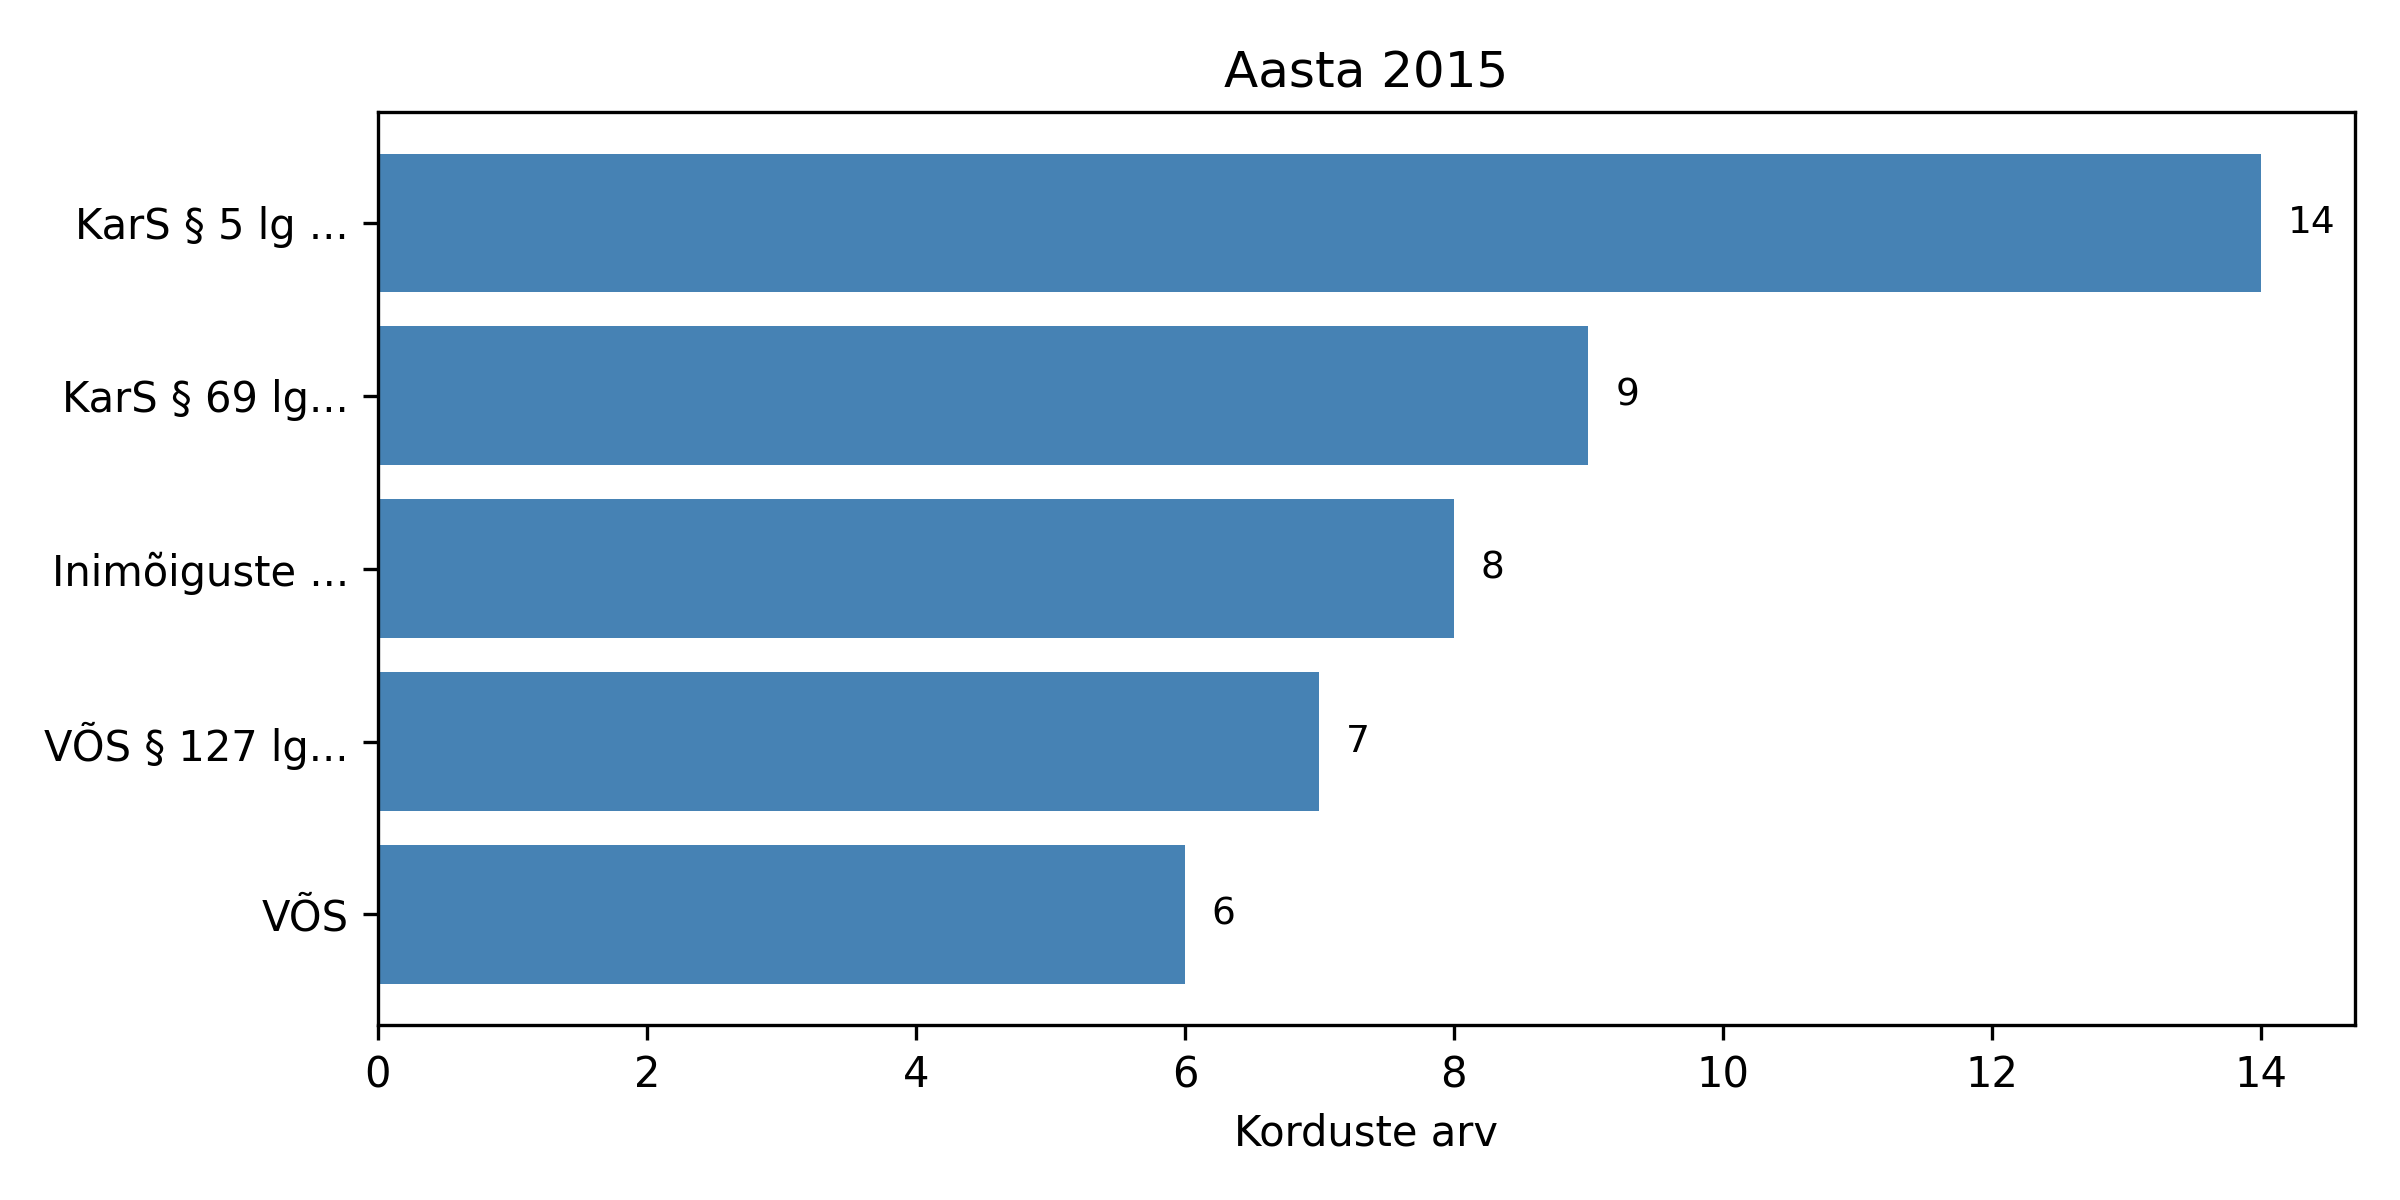 Aasta 2015
KarS § 5 lg ...
14
KarS § 69 lg...
9
Inimõiguste ...
8
VÕS § 127 lg...
7
VÕS
6
0 2 4 6 8 10 12 14
Korduste arv